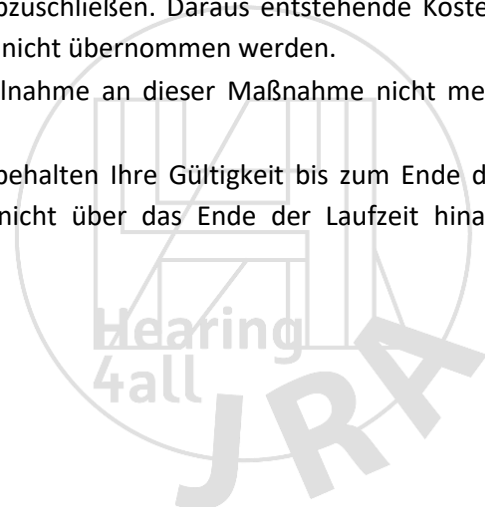 bzuschließen. Daraus entstehende Koste
nicht übernommen werden.
lnahme an dieser Maßnahme nicht me
behalten Ihre Gültigkeit bis zum Ende d
nicht über das Ende der Laufzeit hina
Hearing
4all
JRA